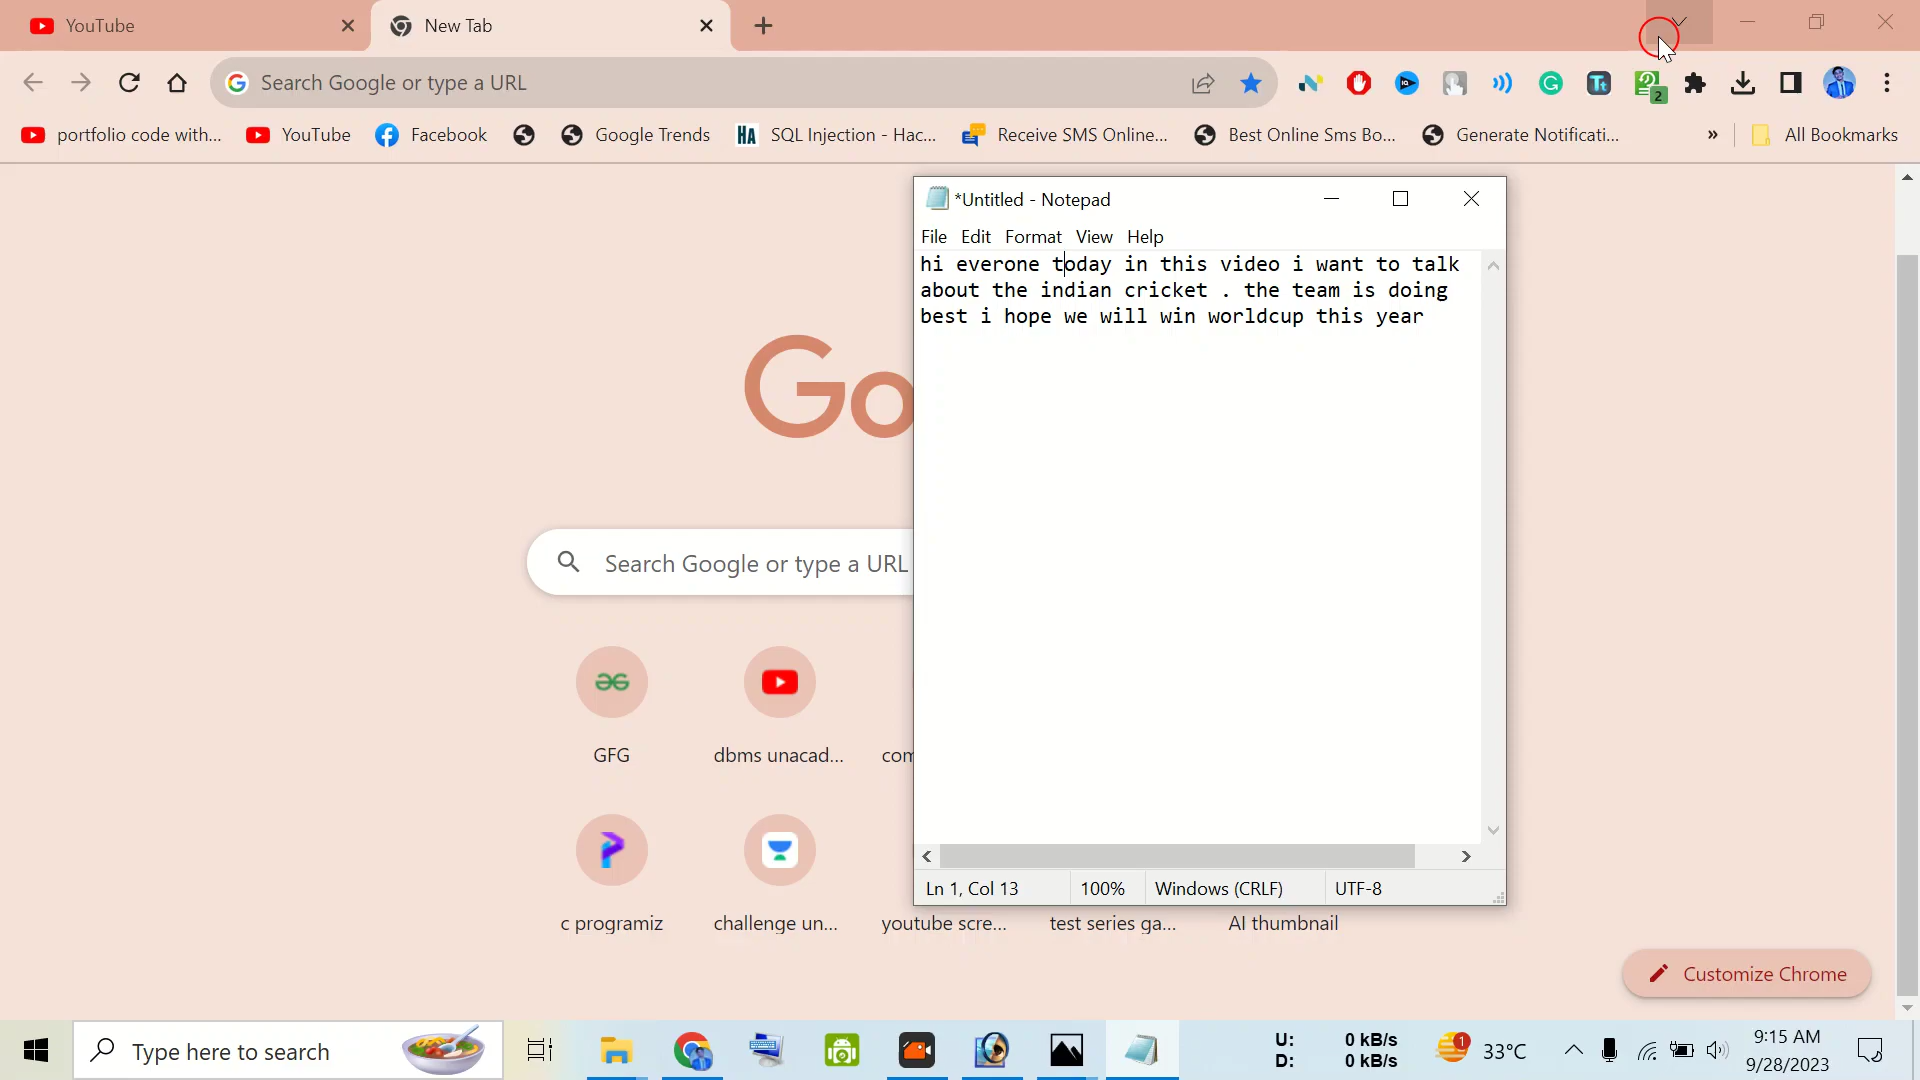 YouTube
New Tab
Search Google or type a URL
2
portfolio code with...
YouTube
Facebook
Google Trends
HA SQL Injection - Hac...
Receive SMS Online...
Best Online Sms Bo...
Generate Notificati...
» All Bookmarks
*Untitled - Notepad
File Edit Format View Help
hi everone today in this video i want to talk
about the indian cricket . the team is doing
best i hope we will win worldcup this year
Go
Search Google or type a URL
GFG
dbms unacad...
com
c programiz
challenge un...
youtube scre...
test series ga...
AI thumbnail
Ln 1, Col 13
100%
Windows (CRLF)
UTF-8
Customize Chrome
Type here to search
U: 0 kB/s
D: 0 kB/s
1
33°C
9:15 AM
9/28/2023